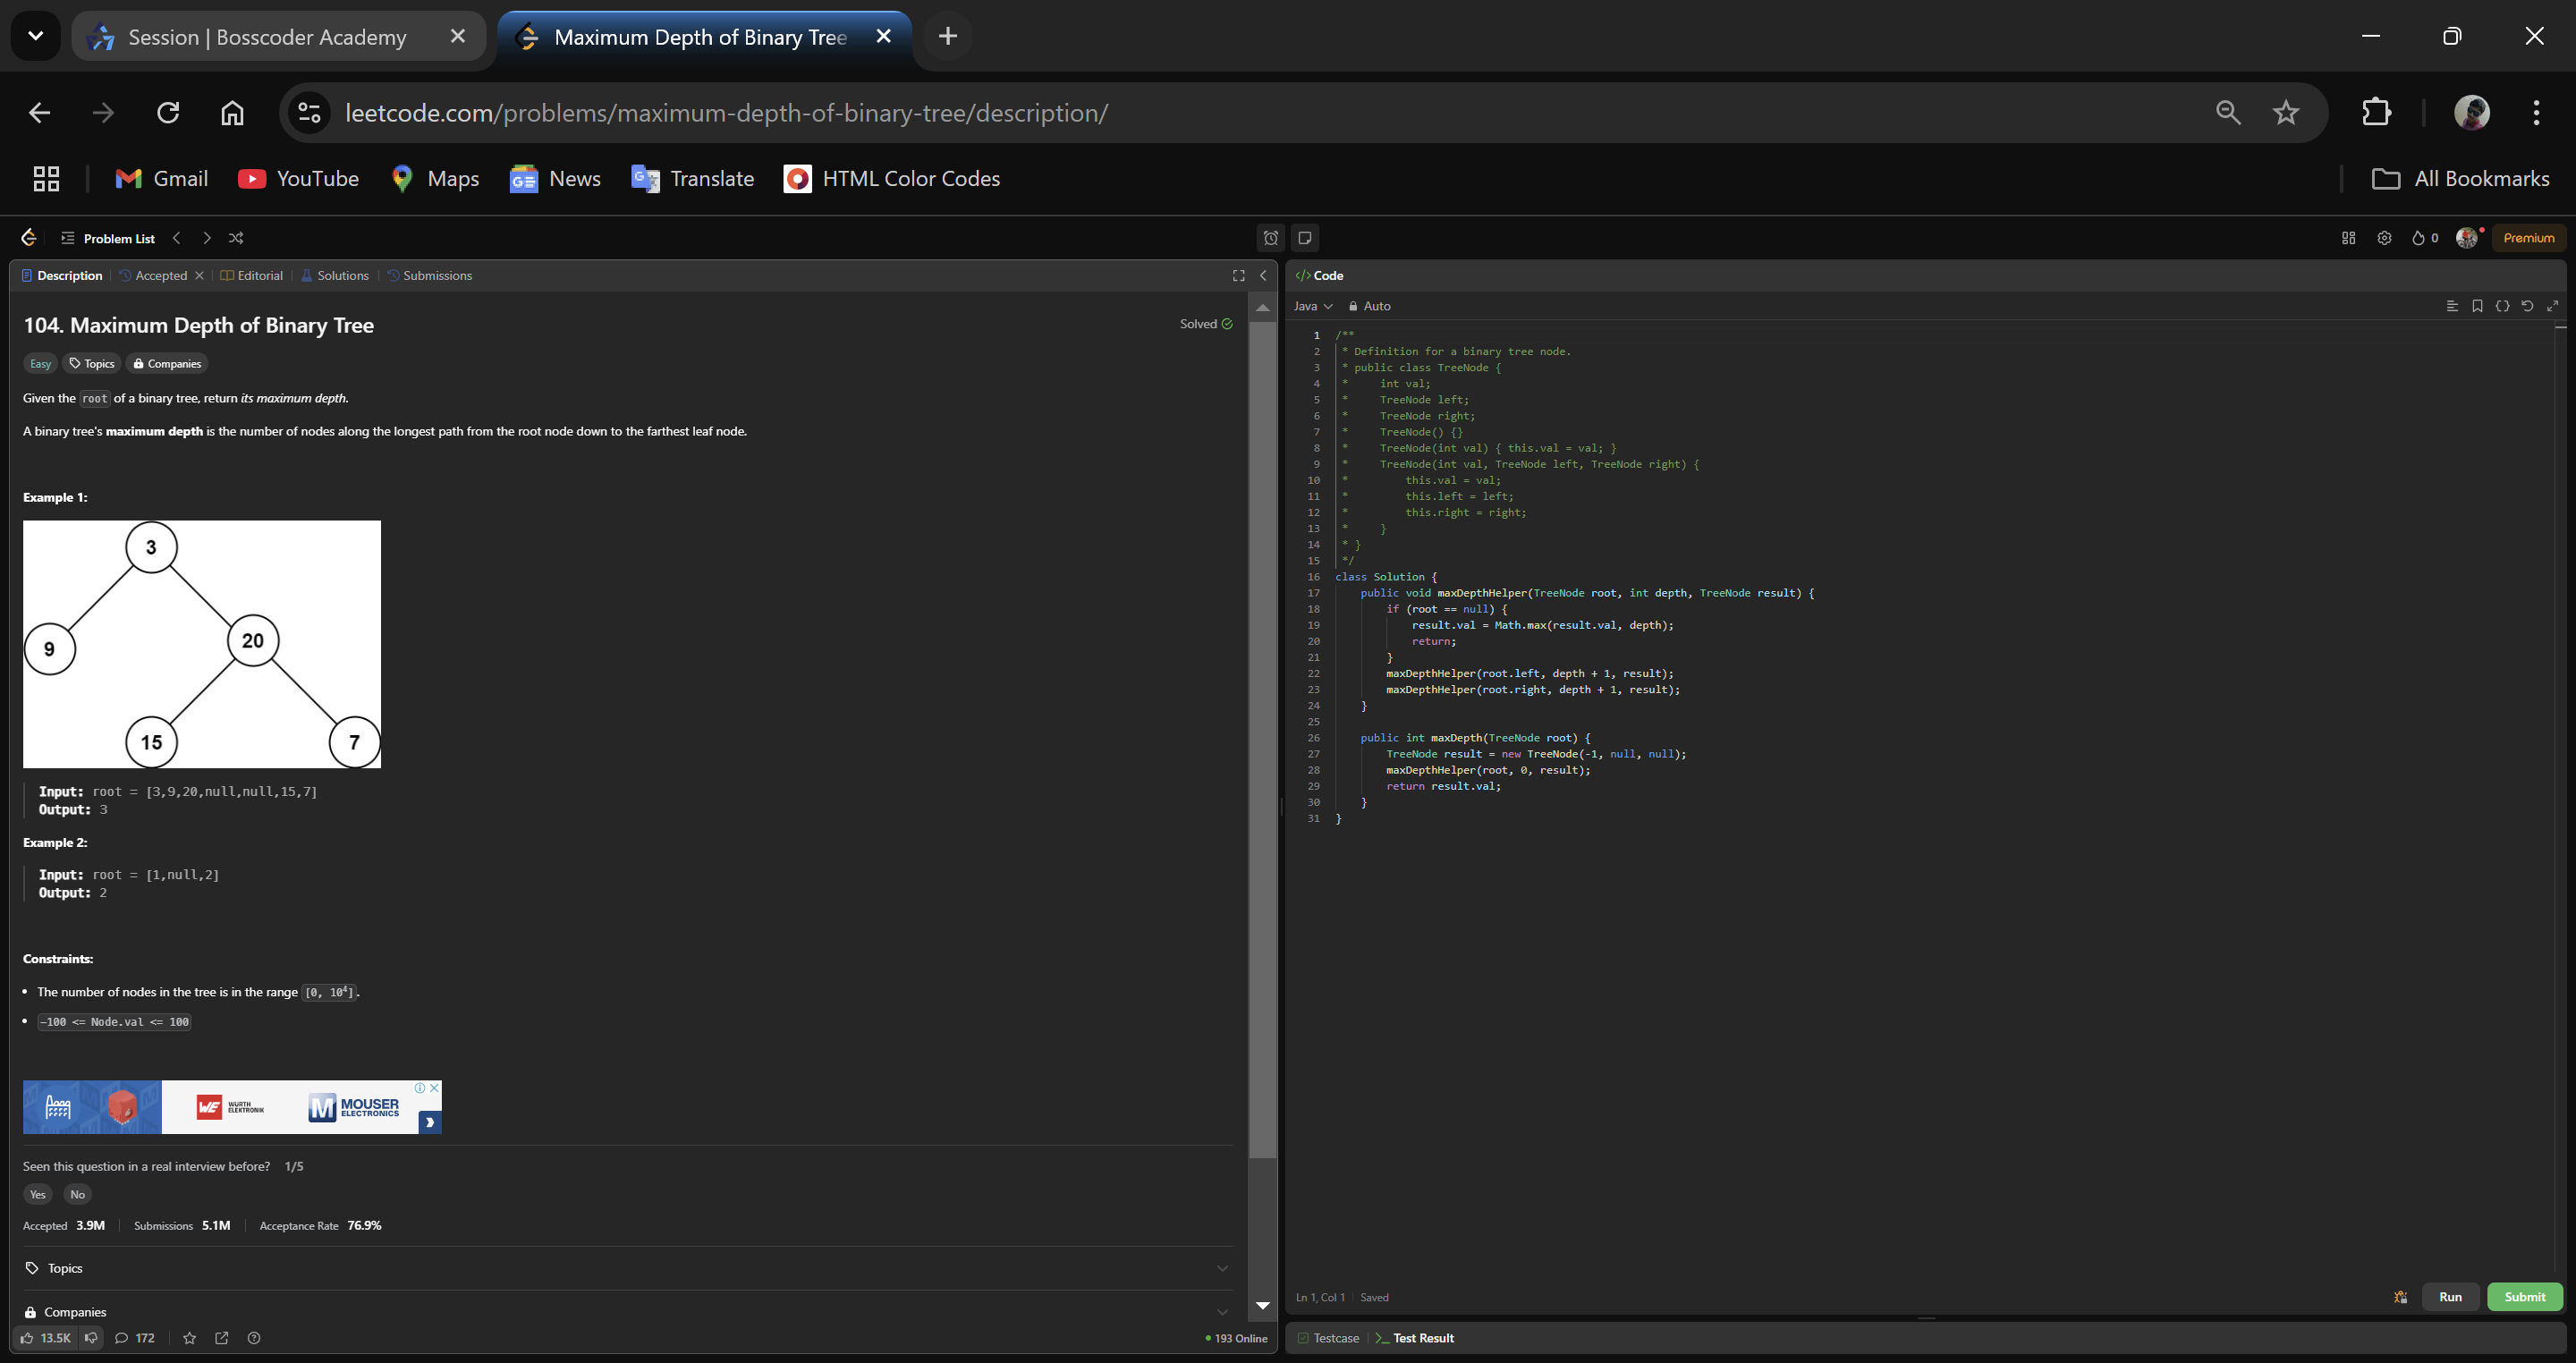 Session | Bosscoder Academy
Maximum Depth of Binary Tree
leetcode.com/problems/maximum-depth-of-binary-tree/description/
Gmail YouTube Maps News Translate HTML Color Codes All Bookmarks
Problem List 0 Premium
Description Accepted Editorial Solutions Submissions
104. Maximum Depth of Binary Tree
Solved
Easy Topics Companies
Given the root of a binary tree, return its maximum depth.
A binary tree's maximum depth is the number of nodes along the longest path from the root node down to the farthest leaf node.
Example 1:
3
9 20
15 7
Input: root = [3,9,20,null,null,15,7]
Output: 3
Example 2:
Input: root = [1,null,2]
Output: 2
Constraints:
• The number of nodes in the tree is in the range [0, 10⁴].
• -100 <= Node.val <= 100
WE WURTH ELEKTRONIK M MOUSER ELECTRONICS
Seen this question in a real interview before? 1/5
Yes No
Accepted 3.9M Submissions 5.1M Acceptance Rate 76.9%
Topics
Companies
13.5K 172 193 Online
</> Code
Java Auto
1 /**
2 * Definition for a binary tree node.
3 * public class TreeNode {
4 * int val;
5 * TreeNode left;
6 * TreeNode right;
7 * TreeNode() {}
8 * TreeNode(int val) { this.val = val; }
9 * TreeNode(int val, TreeNode left, TreeNode right) {
10 * this.val = val;
11 * this.left = left;
12 * this.right = right;
13 * }
14 * }
15 */
16 class Solution {
17 public void maxDepthHelper(TreeNode root, int depth, TreeNode result) {
18 if (root == null) {
19 result.val = Math.max(result.val, depth);
20 return;
21 }
22 maxDepthHelper(root.left, depth + 1, result);
23 maxDepthHelper(root.right, depth + 1, result);
24 }
25
26 public int maxDepth(TreeNode root) {
27 TreeNode result = new TreeNode(-1, null, null);
28 maxDepthHelper(root, 0, result);
29 return result.val;
30 }
31 }
Ln 1, Col 1 Saved
Run Submit
Testcase >_ Test Result